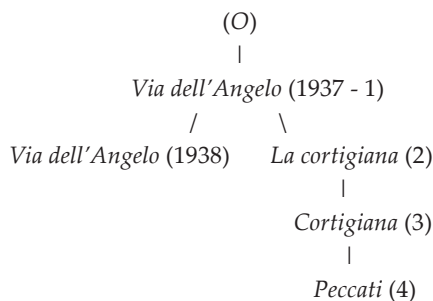 (O)
|
Via dell'Angelo (1937 - 1)
/ \
Via dell'Angelo (1938) La cortigiana (2)
|
Cortigiana (3)
|
Peccati (4)